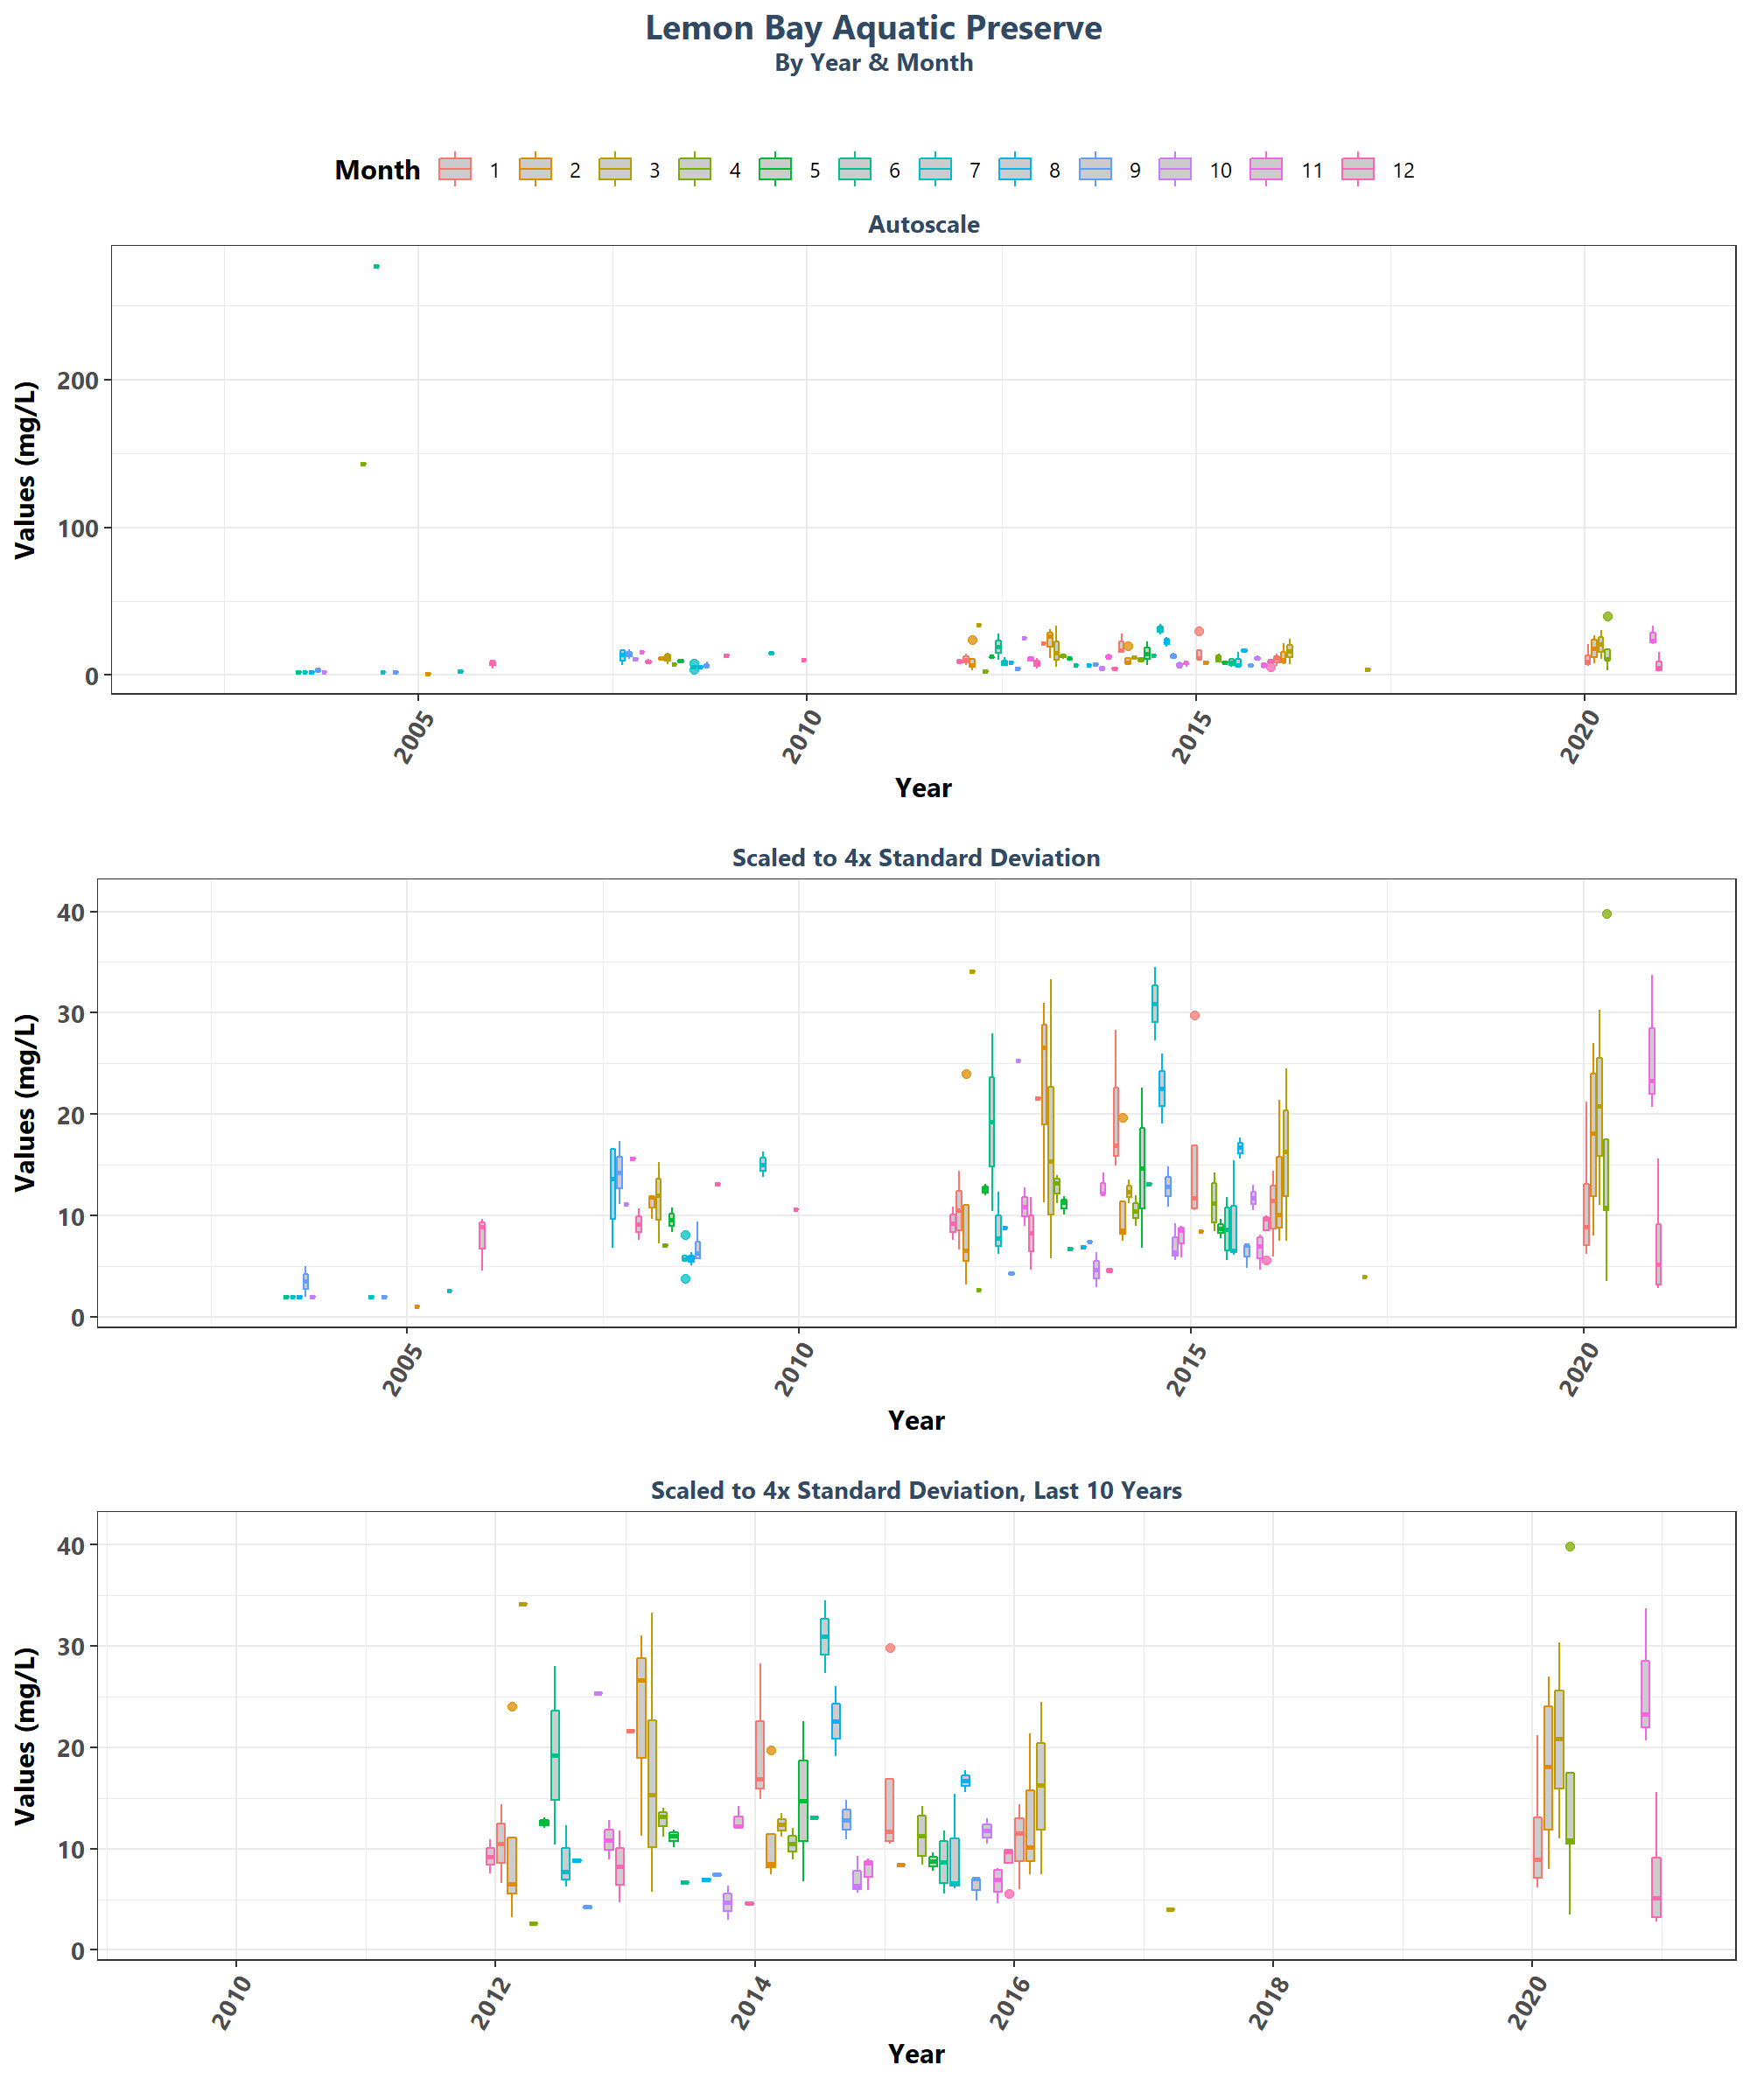 Lemon Bay Aquatic Preserve
By Year & Month
Month 1 2 3 4 5 6 7 8 9 10 11 12
Autoscale
Values (mg/L)
200
100
0
2005 2010 2015 2020
Year
Scaled to 4x Standard Deviation
Values (mg/L)
40
30
20
10
0
2005 2010 2015 2020
Year
Scaled to 4x Standard Deviation, Last 10 Years
Values (mg/L)
40
30
20
10
0
2010 2012 2014 2016 2018 2020
Year